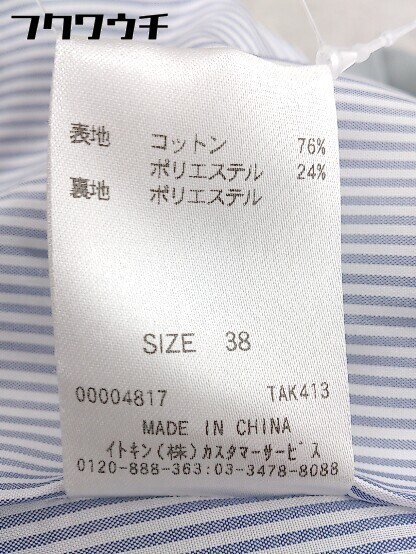 フクワウチ
表地 コットン 76%
ポリエステル 24%
裏地 ポリエステル
SIZE 38
00004817 TAK413
MADE IN CHINA
イトキン(株)カスタマーサービス
0120-888-363:03-3478-8088